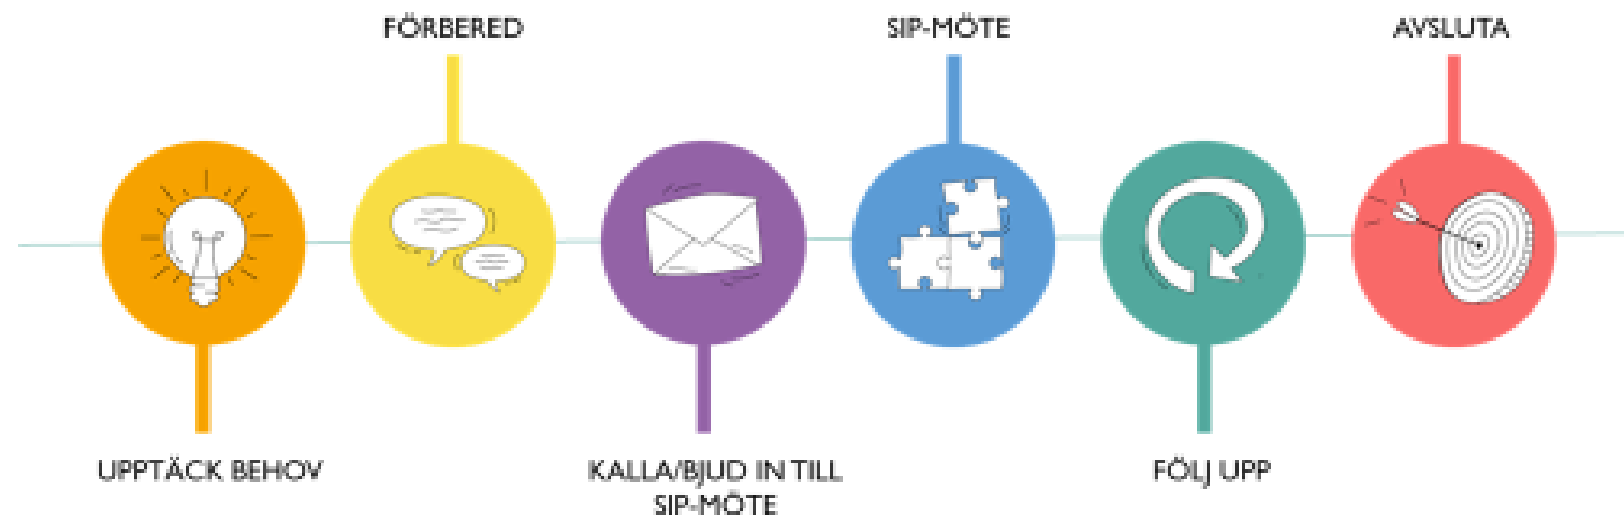 UPPTÄCK BEHOV
FÖRBERED
KALLA/BJUD IN TILL
SIP-MÖTE
SIP-MÖTE
FÖLJ UPP
AVSLUTA